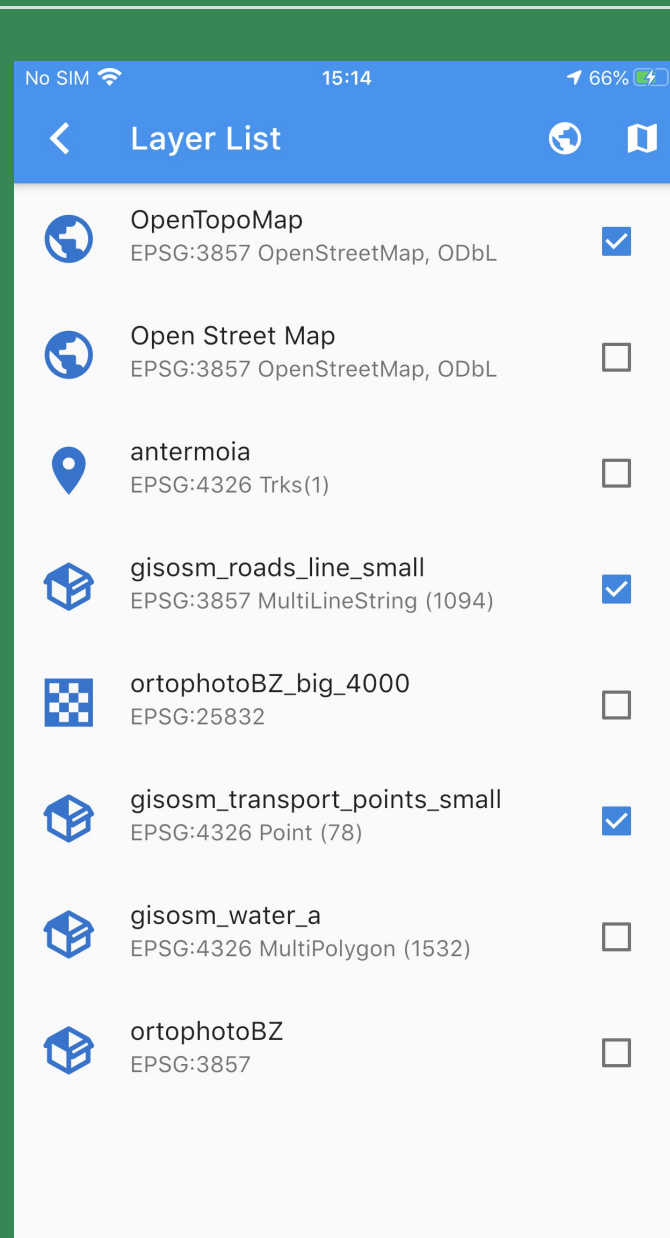 No SIM 15:14 66%
Layer List
OpenTopoMap
EPSG:3857 OpenStreetMap, ODbL
Open Street Map
EPSG:3857 OpenStreetMap, ODbL
antermoia
EPSG:4326 Trks(1)
gisosm_roads_line_small
EPSG:3857 MultiLineString (1094)
ortophotoBZ_big_4000
EPSG:25832
gisosm_transport_points_small
EPSG:4326 Point (78)
gisosm_water_a
EPSG:4326 MultiPolygon (1532)
ortophotoBZ
EPSG:3857